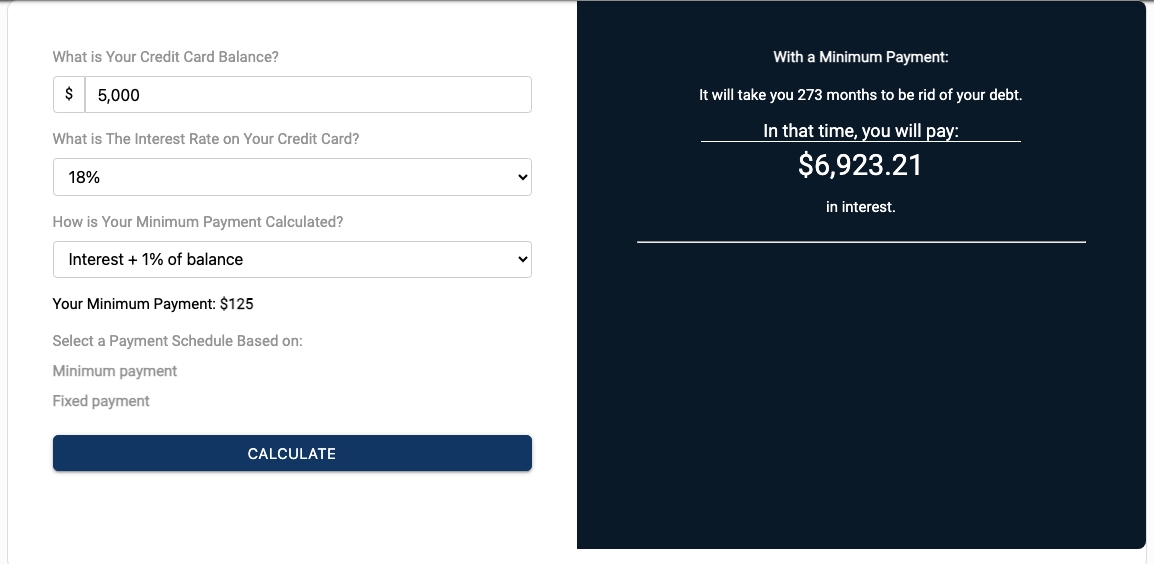 What is Your Credit Card Balance?
$ 5,000
What is The Interest Rate on Your Credit Card?
18%
How is Your Minimum Payment Calculated?
Interest + 1% of balance
Your Minimum Payment: $125
Select a Payment Schedule Based on:
Minimum payment
Fixed payment
CALCULATE
With a Minimum Payment:
It will take you 273 months to be rid of your debt.
In that time, you will pay:
$6,923.21
in interest.